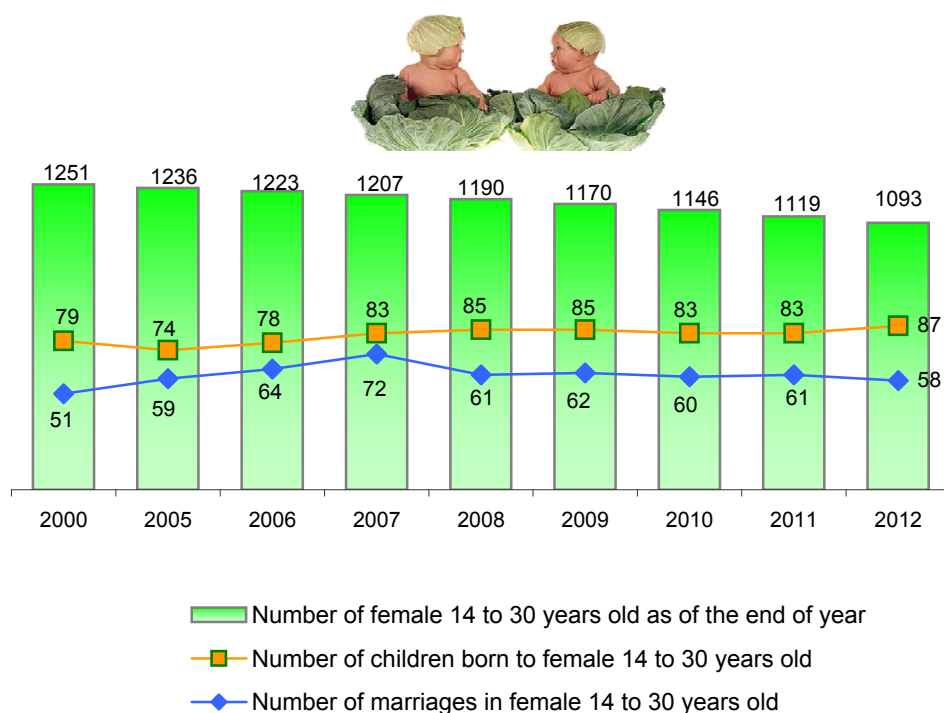 1251 1236 1223 1207 1190 1170 1146 1119 1093
79 74 78 83 85 85 83 83 87
51 59 64 72 61 62 60 61 58
2000 2005 2006 2007 2008 2009 2010 2011 2012
Number of female 14 to 30 years old as of the end of year
Number of children born to female 14 to 30 years old
Number of marriages in female 14 to 30 years old